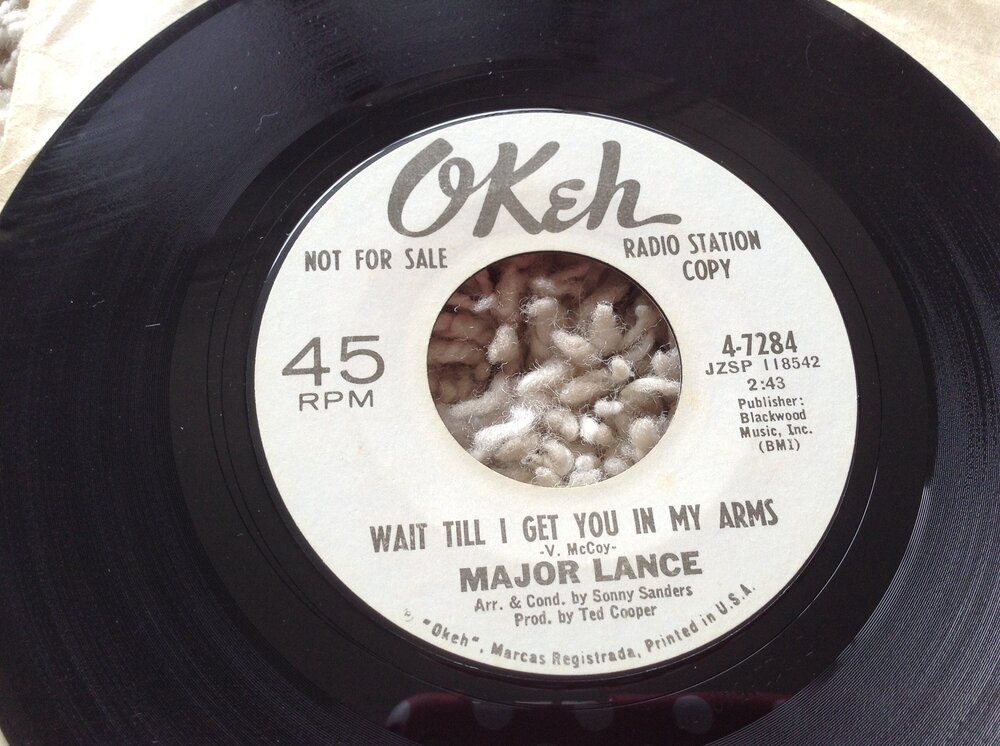 OKeh
NOT FOR SALE
RADIO STATION
COPY
45
RPM
4-7284
JZSP 118542
2:43
Publisher:
Blackwood
Music, Inc.
(BMI)
WAIT TILL I GET YOU IN MY ARMS
-V. McCoy-
MAJOR LANCE
Arr. & Cond. by Sonny Sanders
Prod. by Ted Cooper
"Okeh", Marcas Registrada, Printed in U.S.A.